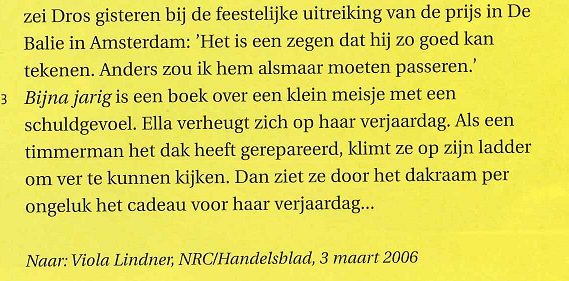 zei Dros gisteren bij de feestelijke uitreiking van de prijs in De
Balie in Amsterdam: 'Het is een zegen dat hij zo goed kan
tekenen. Anders zou ik hem alsmaar moeten passeren.'
3 Bijna jarig is een boek over een klein meisje met een
schuldgevoel. Ella verheugt zich op haar verjaardag. Als een
timmerman het dak heeft gerepareerd, klimt ze op zijn ladder
om ver te kunnen kijken. Dan ziet ze door het dakraam per
ongeluk het cadeau voor haar verjaardag...
Naar: Viola Lindner, NRC/Handelsblad, 3 maart 2006